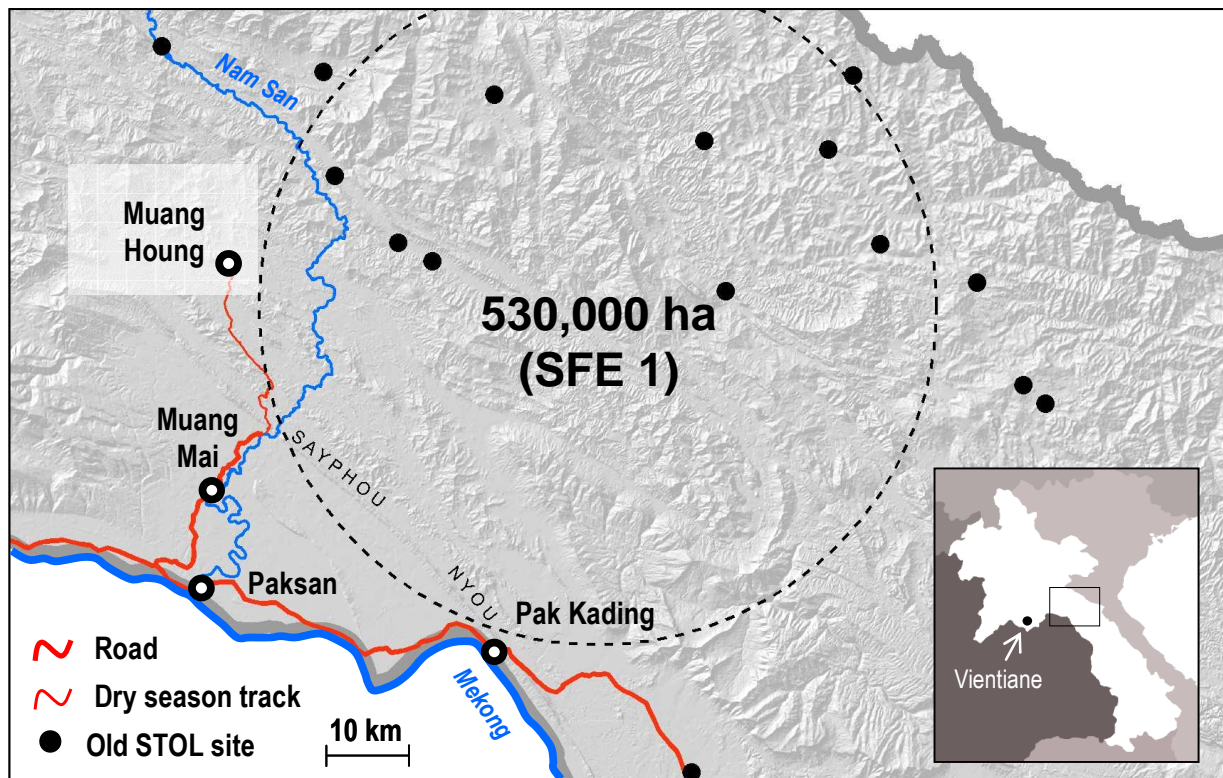 Nam San
Muang
Houng
530,000 ha
(SFE 1)
Muang
Mai
SAYPHOU
NYOU
Paksan
Pak Kading
Mekong
Road
Dry season track
Old STOL site
10 km
Vientiane